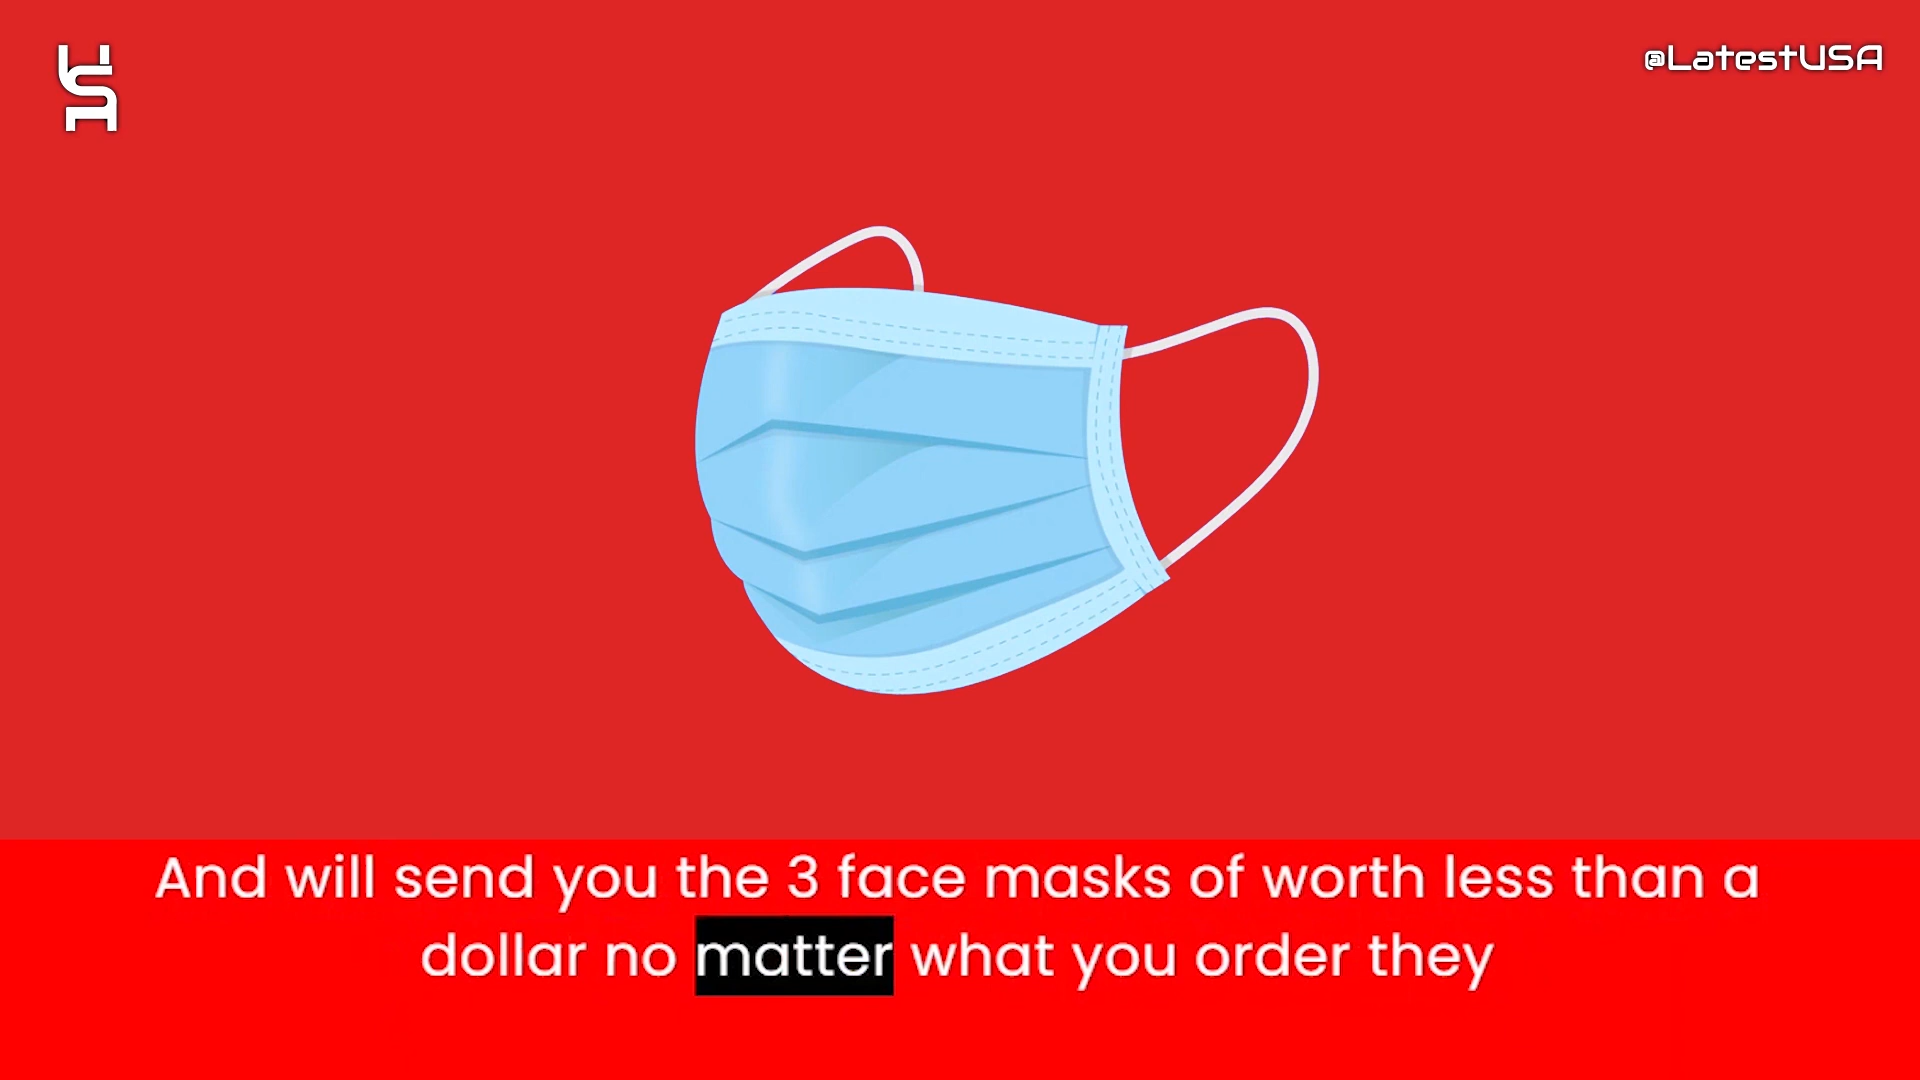 USA
@LatestUSA
And will send you the 3 face masks of worth less than a
dollar no matter what you order they